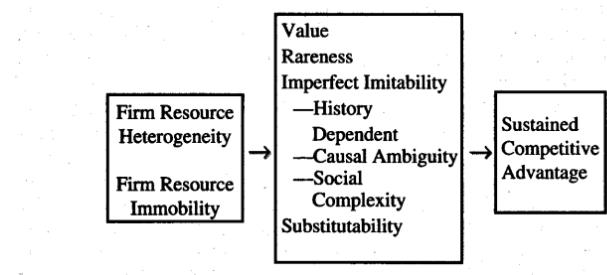 Firm Resource
Heterogeneity
Firm Resource
Immobility
Value
Rareness
Imperfect Imitability
—History
Dependent
—Causal Ambiguity
—Social
Complexity
Substitutability
Sustained
Competitive
Advantage